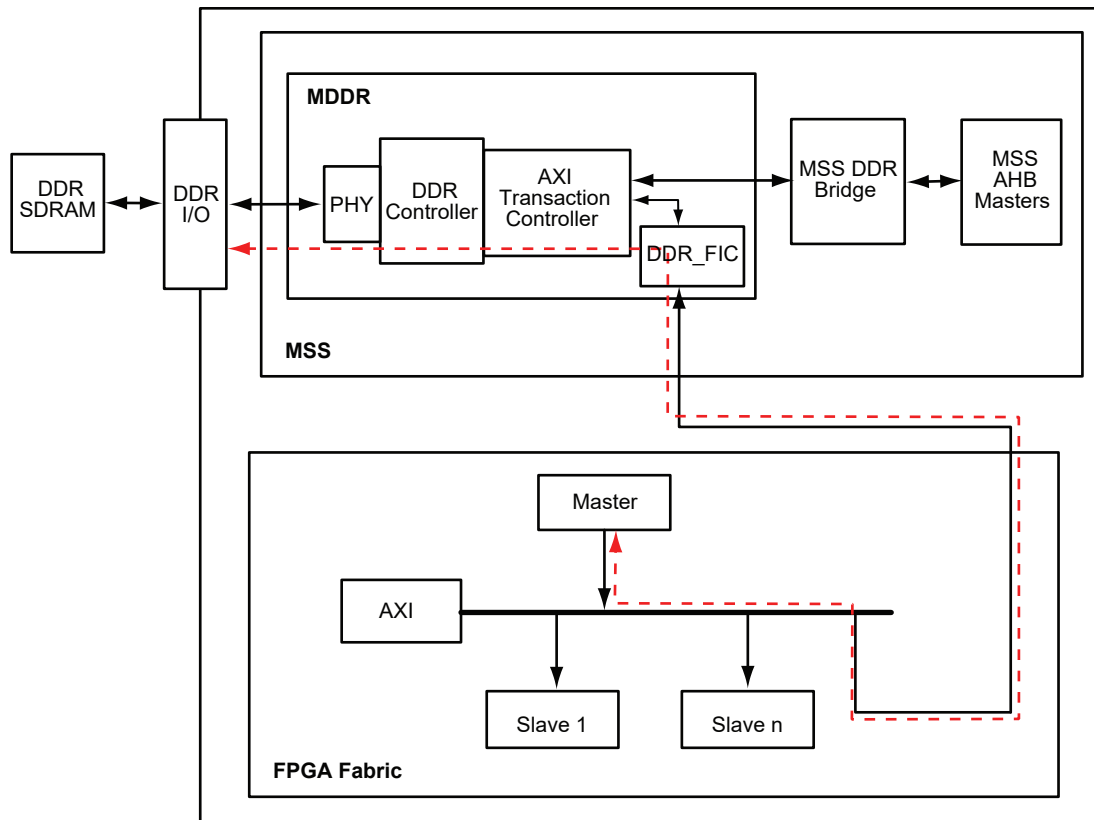 MDDR
DDR
SDRAM
DDR
I/O
PHY
DDR
Controller
AXI
Transaction
Controller
DDR_FIC
MSS DDR
Bridge
MSS
AHB
Masters
MSS
Master
AXI
Slave 1
Slave n
FPGA Fabric